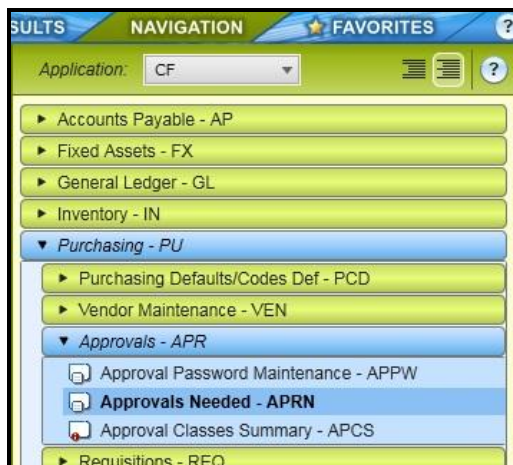 SULTS NAVIGATION FAVORITES ?
Application: CF ?
Accounts Payable - AP
Fixed Assets - FX
General Ledger - GL
Inventory - IN
Purchasing - PU
Purchasing Defaults/Codes Def - PCD
Vendor Maintenance - VEN
Approvals - APR
Approval Password Maintenance - APPW
Approvals Needed - APRN
Approval Classes Summary - APCS
Requisitions - REQ